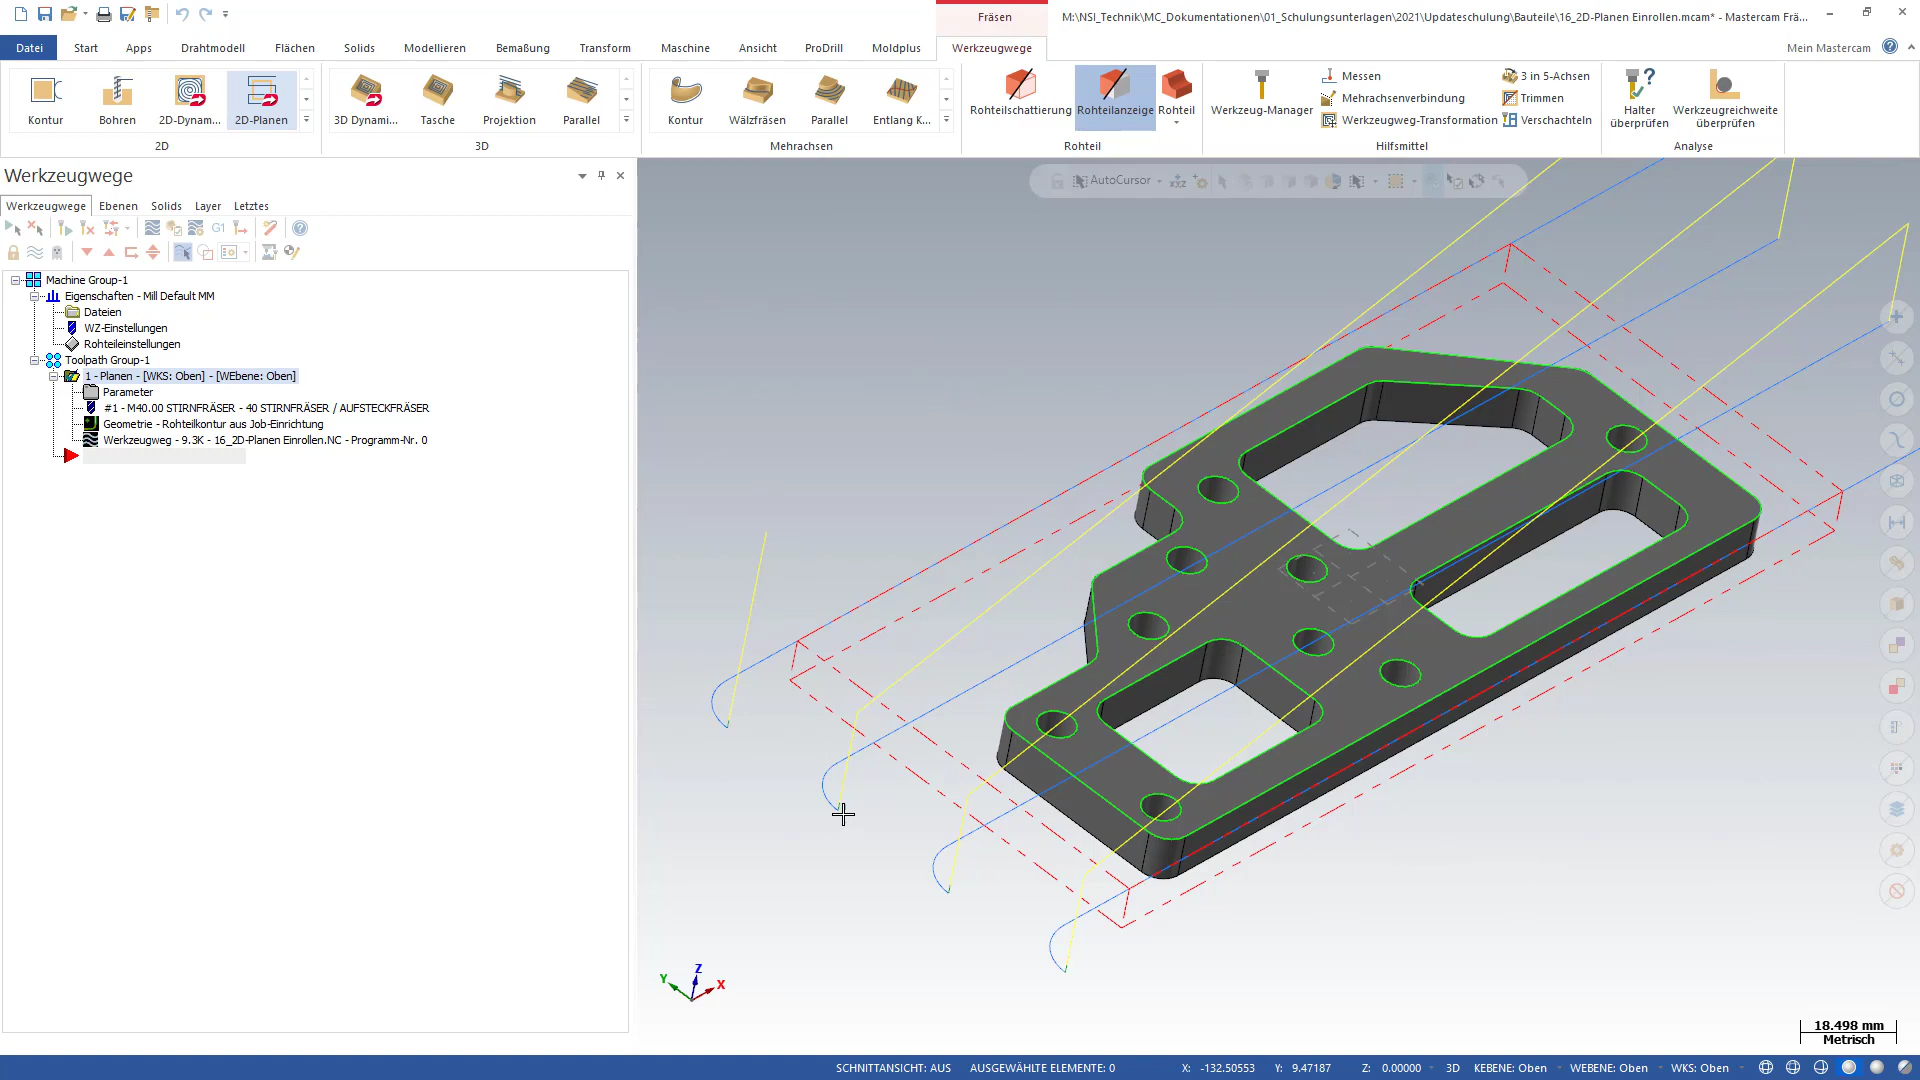 Fräsen
M:\NSI_Technik\MC_Dokumentationen\01_Schulungsunterlagen\2021\Updateschulung\Bauteile\16_2D-Planen Einrollen.mcam* - Mastercam Frä...
Datei
Start
Apps
Drahtmodell
Flächen
Solids
Modellieren
Bemaßung
Transform
Maschine
Ansicht
ProDrill
Moldplus
Werkzeugwege
Mein Mastercam
Kontur
Bohren
2D-Dynam...
2D-Planen
2D
3D Dynami...
Tasche
Projektion
Parallel
3D
Kontur
Wälzfräsen
Parallel
Entlang K...
Mehrachsen
Rohteilschattierung
Rohteilanzeige
Rohteil
Rohteil
Werkzeug-Manager
Messen
Mehrachsenverbindung
Werkzeugweg-Transformation
3 in 5-Achsen
Trimmen
Verschachteln
Hilfsmittel
Halter
überprüfen
Werkzeugreichweite
überprüfen
Analyse
Werkzeugwege
Werkzeugwege
Ebenen
Solids
Layer
Letztes
G1
Machine Group-1
Eigenschaften - Mill Default MM
Dateien
WZ-Einstellungen
Rohteileinstellungen
Toolpath Group-1
1 - Planen - [WKS: Oben] - [WEbene: Oben]
Parameter
#1 - M40.00 STIRNFRÄSER - 40 STIRNFRÄSER / AUFSTECKFRÄSER
Geometrie - Rohteilkontur aus Job-Einrichtung
Werkzeugweg - 9.3K - 16_2D-Planen Einrollen.NC - Programm-Nr. 0
AutoCursor
Z
Y
X
18.498 mm
Metrisch
SCHNITTANSICHT: AUS
AUSGEWÄHLTE ELEMENTE: 0
X: -132.50553
Y: 9.47187
Z: 0.00000
3D
KEBENE: Oben
WEBENE: Oben
WKS: Oben